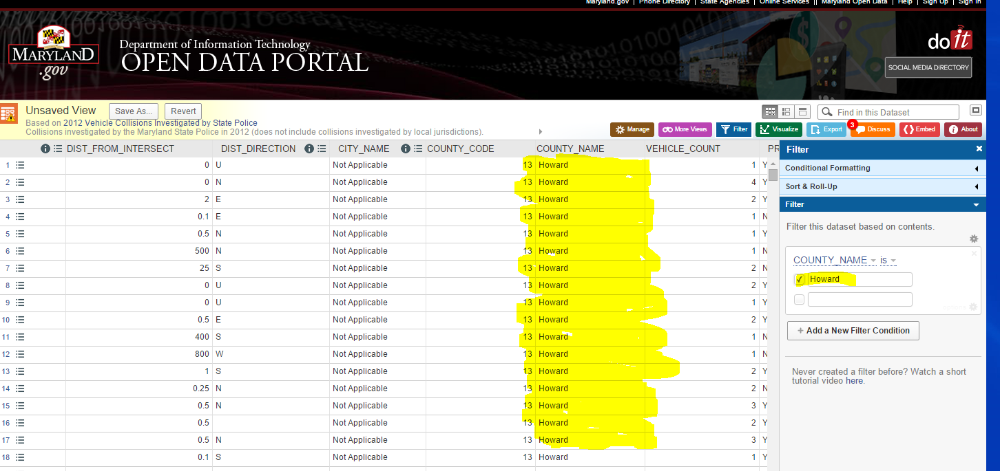 Maryland.gov | Phone Directory | State Agencies | Online Services || Maryland Open Data | Help | Sign Up | Sign In
MARYLAND
.gov
Department of Information Technology
OPEN DATA PORTAL
doit
SOCIAL MEDIA DIRECTORY
Unsaved View Save As... Revert
Find in this Dataset
Based on 2012 Vehicle Collisions Investigated by State Police
Collisions investigated by the Maryland State Police in 2012 (does not include collisions investigated by local jurisdictions).
Manage More Views Filter Visualize Export 3 Discuss Embed About
DIST_FROM_INTERSECT DIST_DIRECTION CITY_NAME COUNTY_CODE COUNTY_NAME VEHICLE_COUNT PR
1 0 U Not Applicable 13 Howard 1 Y
2 0 N Not Applicable 13 Howard 4 Y
3 2 E Not Applicable 13 Howard 2 Y
4 0.1 E Not Applicable 13 Howard 1 N
5 0.5 N Not Applicable 13 Howard 1 Y
6 500 N Not Applicable 13 Howard 1 N
7 25 S Not Applicable 13 Howard 2 N
8 0 U Not Applicable 13 Howard 2 Y
9 0 U Not Applicable 13 Howard 1 Y
10 0.5 E Not Applicable 13 Howard 2 Y
11 400 S Not Applicable 13 Howard 1 N
12 800 W Not Applicable 13 Howard 1 N
13 1 S Not Applicable 13 Howard 2 Y
14 0.25 N Not Applicable 13 Howard 2 N
15 0.5 N Not Applicable 13 Howard 3 Y
16 0.5 Not Applicable 13 Howard 2 Y
17 0.5 N Not Applicable 13 Howard 3 Y
18 0.1 S Not Applicable 13 Howard 1 Y
Filter
Conditional Formatting
Sort & Roll-Up
Filter
Filter this dataset based on contents.
COUNTY_NAME is
Howard
+ Add a New Filter Condition
Never created a filter before? Watch a short
tutorial video here.